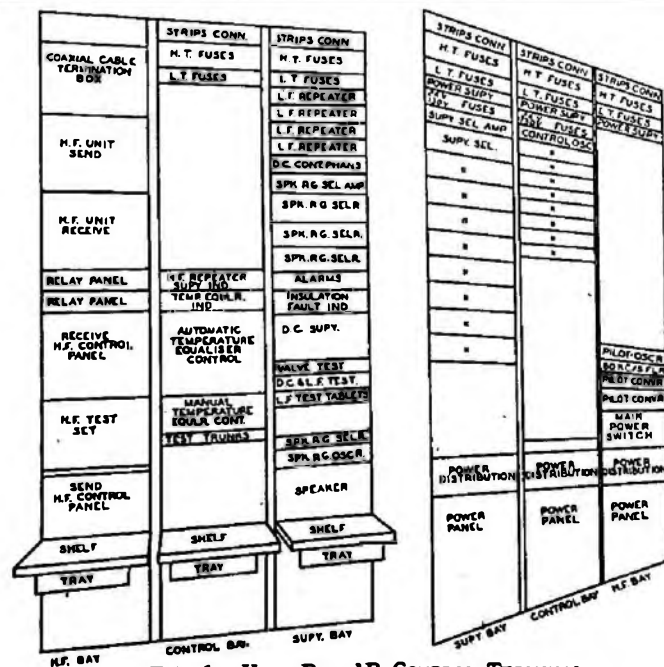 COAXIAL CABLE
TERMINATION
BOX
H.F. UNIT
SEND
H.F. UNIT
RECEIVE
RELAY PANEL
RELAY PANEL
RECEIVE
H.F. CONTROL
PANEL
H.F. TEST
SET
SEND
H.F. CONTROL
PANEL
SHELF
TRAY
H.F. BAY
STRIPS CONN.
H.T. FUSES
L.T. FUSES
H.F. REPEATER
SUPY IND.
TEMP. EQULR.
IND.
AUTOMATIC
TEMPERATURE
EQUALISER
CONTROL
MANUAL
TEMPERATURE
EQULR CONT.
TEST TRUNKS
SHELF
TRAY
CONTROL BAY.
STRIPS CONN
H.T. FUSES
L T FUSES
L F. REPEATER
L F. REPEATER
L F. REPEATER
L F. REPEATER
D.C. CONEPHANS
SPK. RG SEL AMP
SPK. RG SELR
SPK. RG. SELR.
SPK. RG. SELR.
ALARMS
INSULATION
FAULT IND.
D.C. SUPY.
VALVE TEST
D.C & L.F. TEST.
L.F TEST TABLETS
SPK. RG SELR.
SPK. RG. OSCR.
SPEAKER
SHELF
TRAY
SUPY. BAY
STRIPS CONN
H.T. FUSES
L.T. FUSES
POWER SUPY
FUSES
SUPY SEL AMP
SUPY. SEL.
"
"
"
"
"
"
"
"
POWER
DISTRIBUTION
POWER
PANEL
SUPY BAY
STRIPS CONN
H.T FUSES
L.T. FUSES
POWER SUPY
FUSES
CONTROL OSC
"
"
"
"
"
"
"
POWER
DISTRIBUTION
POWER
PANEL
CONTROL BAY
STRIPS CONN
H T FUSES
L.T FUSES
POWER SUPY
PILOT-OSCR
PILOT CONVR
PILOT CONVR
MAIN
POWER
SWITCH
POWER
DISTRIBUTION
POWER
PANEL
H.F. BAY